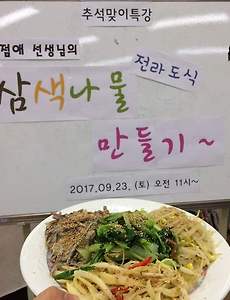 추석맞이특강
점애 선생님의
전라도식
삼색나물
만들기~
2017.09.23. (토) 오전 11시~